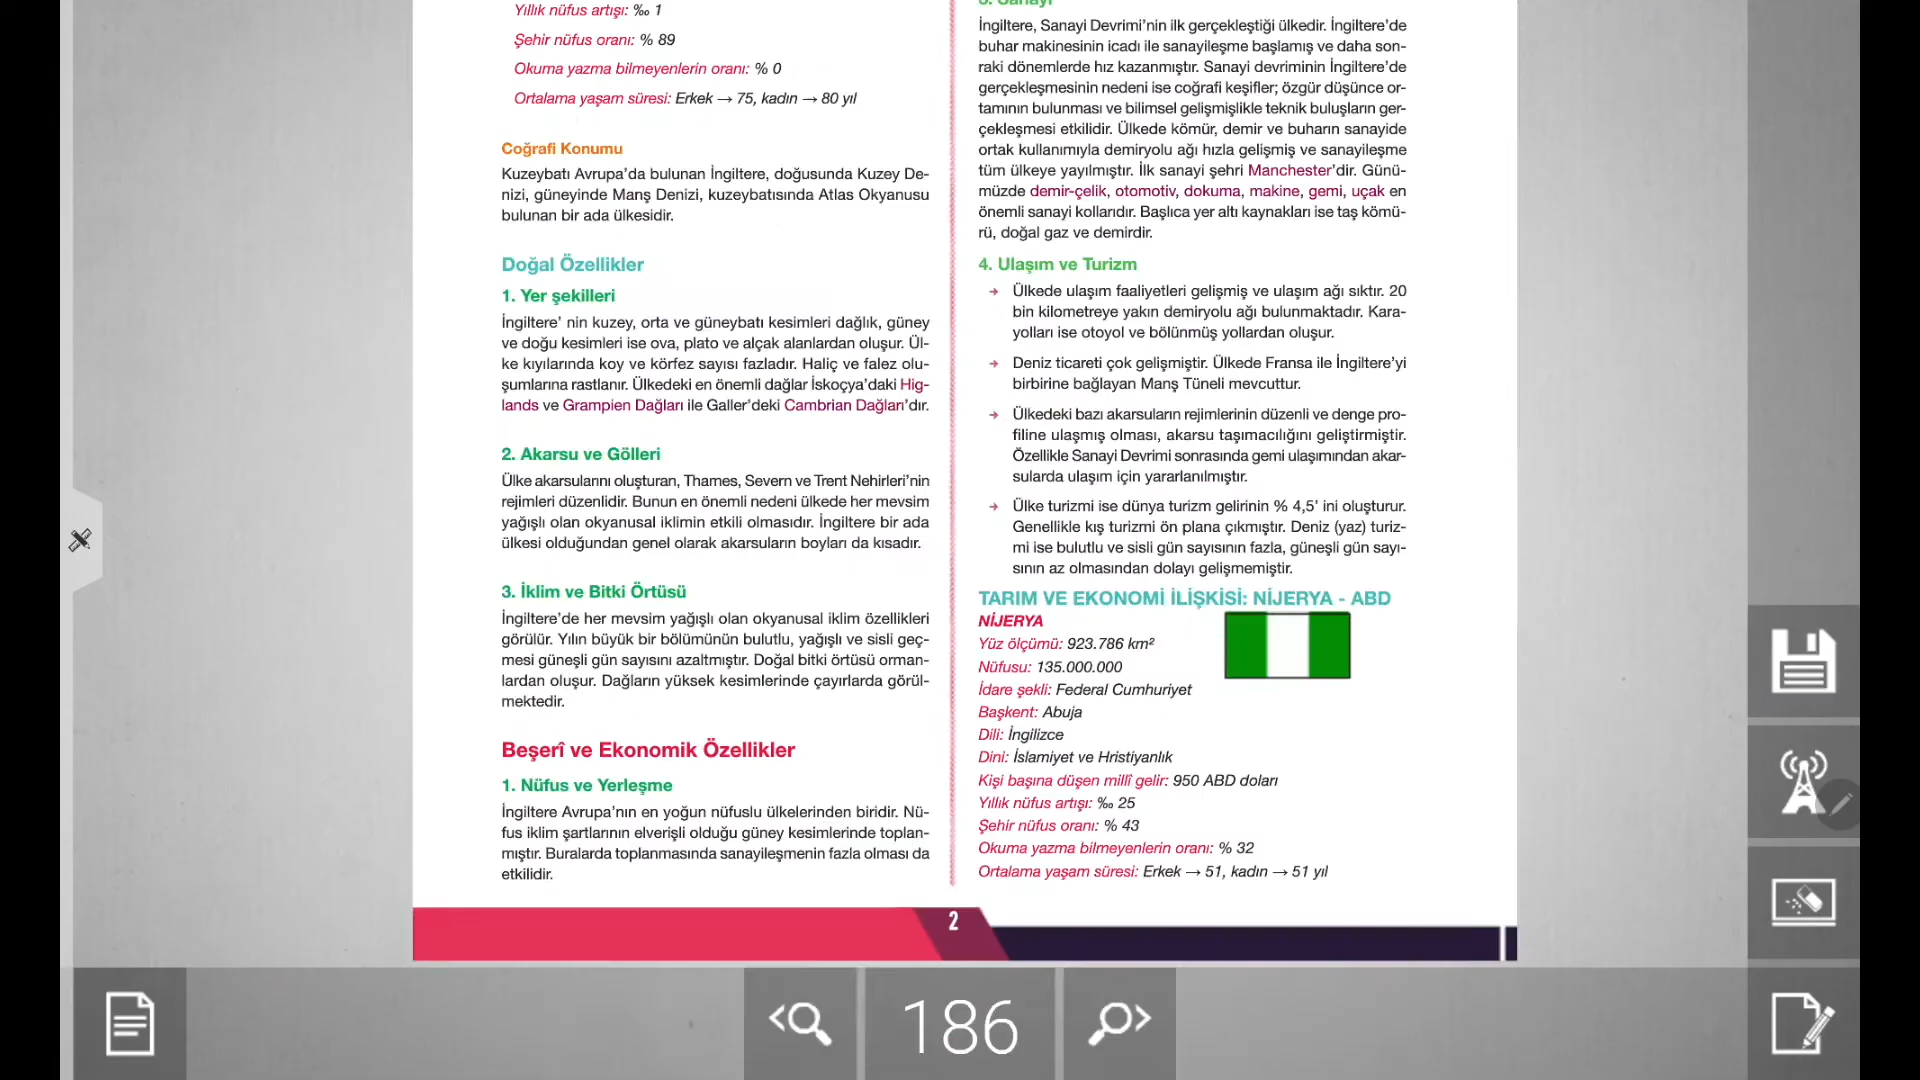 Yıllık nüfus artışı: ‰ 1
Şehir nüfus oranı: % 89
Okuma yazma bilmeyenlerin oranı: % 0
Ortalama yaşam süresi: Erkek → 75, kadın → 80 yıl
Coğrafi Konumu
Kuzeybatı Avrupa’da bulunan İngiltere, doğusunda Kuzey De-
nizi, güneyinde Manş Denizi, kuzeybatısında Atlas Okyanusu
bulunan bir ada ülkesidir.
Doğal Özellikler
1. Yer şekilleri
İngiltere’ nin kuzey, orta ve güneybatı kesimleri dağlık, güney
ve doğu kesimleri ise ova, plato ve alçak alanlardan oluşur. Ül-
ke kıyılarında koy ve körfez sayısı fazladır. Haliç ve falez olu-
şumlarına rastlanır. Ülkedeki en önemli dağlar İskoçya’daki Hig-
lands ve Grampien Dağları ile Galler’deki Cambrian Dağları’dır.
2. Akarsu ve Gölleri
Ülke akarsularını oluşturan, Thames, Severn ve Trent Nehirleri’nin
rejimleri düzenlidir. Bunun en önemli nedeni ülkede her mevsim
yağışlı olan okyanusal iklimin etkili olmasıdır. İngiltere bir ada
ülkesi olduğundan genel olarak akarsuların boyları da kısadır.
3. İklim ve Bitki Örtüsü
İngiltere’de her mevsim yağışlı olan okyanusal iklim özellikleri
görülür. Yılın büyük bir bölümünün bulutlu, yağışlı ve sisli geç-
mesi güneşli gün sayısını azaltmıştır. Doğal bitki örtüsü orman-
lardan oluşur. Dağların yüksek kesimlerinde çayırlarda görül-
mektedir.
Beşerî ve Ekonomik Özellikler
1. Nüfus ve Yerleşme
İngiltere Avrupa’nın en yoğun nüfuslu ülkelerinden biridir. Nü-
fus iklim şartlarının elverişli olduğu güney kesimlerinde toplan-
mıştır. Buralarda toplanmasında sanayileşmenin fazla olması da
etkilidir.
3. Sanayi
İngiltere, Sanayi Devrimi’nin ilk gerçekleştiği ülkedir. İngiltere’de
buhar makinesinin icadı ile sanayileşme başlamış ve daha son-
raki dönemlerde hız kazanmıştır. Sanayi devriminin İngiltere’de
gerçekleşmesinin nedeni ise coğrafi keşifler; özgür düşünce or-
tamının bulunması ve bilimsel gelişmişlikle teknik buluşların ger-
çekleşmesi etkilidir. Ülkede kömür, demir ve buharın sanayide
ortak kullanımıyla demiryolu ağı hızla gelişmiş ve sanayileşme
tüm ülkeye yayılmıştır. İlk sanayi şehri Manchester’dir. Günü-
müzde demir-çelik, otomotiv, dokuma, makine, gemi, uçak en
önemli sanayi kollarıdır. Başlıca yer altı kaynakları ise taş kömü-
rü, doğal gaz ve demirdir.
4. Ulaşım ve Turizm
→ Ülkede ulaşım faaliyetleri gelişmiş ve ulaşım ağı sıktır. 20
bin kilometreye yakın demiryolu ağı bulunmaktadır. Kara-
yolları ise otoyol ve bölünmüş yollardan oluşur.
→ Deniz ticareti çok gelişmiştir. Ülkede Fransa ile İngiltere’yi
birbirine bağlayan Manş Tüneli mevcuttur.
→ Ülkedeki bazı akarsuların rejimlerinin düzenli ve denge pro-
filine ulaşmış olması, akarsu taşımacılığını geliştirmiştir.
Özellikle Sanayi Devrimi sonrasında gemi ulaşımından akar-
sularda ulaşım için yararlanılmıştır.
→ Ülke turizmi ise dünya turizm gelirinin % 4,5’ ini oluşturur.
Genellikle kış turizmi ön plana çıkmıştır. Deniz (yaz) turiz-
mi ise bulutlu ve sisli gün sayısının fazla, güneşli gün sayı-
sının az olmasından dolayı gelişmemiştir.
TARIM VE EKONOMİ İLİŞKİSİ: NİJERYA - ABD
NİJERYA
Yüz ölçümü: 923.786 km²
Nüfusu: 135.000.000
İdare şekli: Federal Cumhuriyet
Başkent: Abuja
Dili: İngilizce
Dini: İslamiyet ve Hristiyanlık
Kişi başına düşen millî gelir: 950 ABD doları
Yıllık nüfus artışı: ‰ 25
Şehir nüfus oranı: % 43
Okuma yazma bilmeyenlerin oranı: % 32
Ortalama yaşam süresi: Erkek → 51, kadın → 51 yıl
2
186